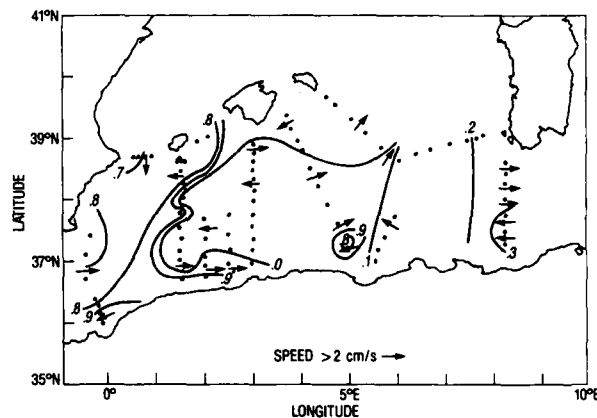 41°N
39°N
37°N
35°N
LATITUDE
0°
5°E
10°E
LONGITUDE
.8
.2
.7
.8
.9
.8
.1
.3
.0
.9
.8
.9
SPEED > 2 cm/s